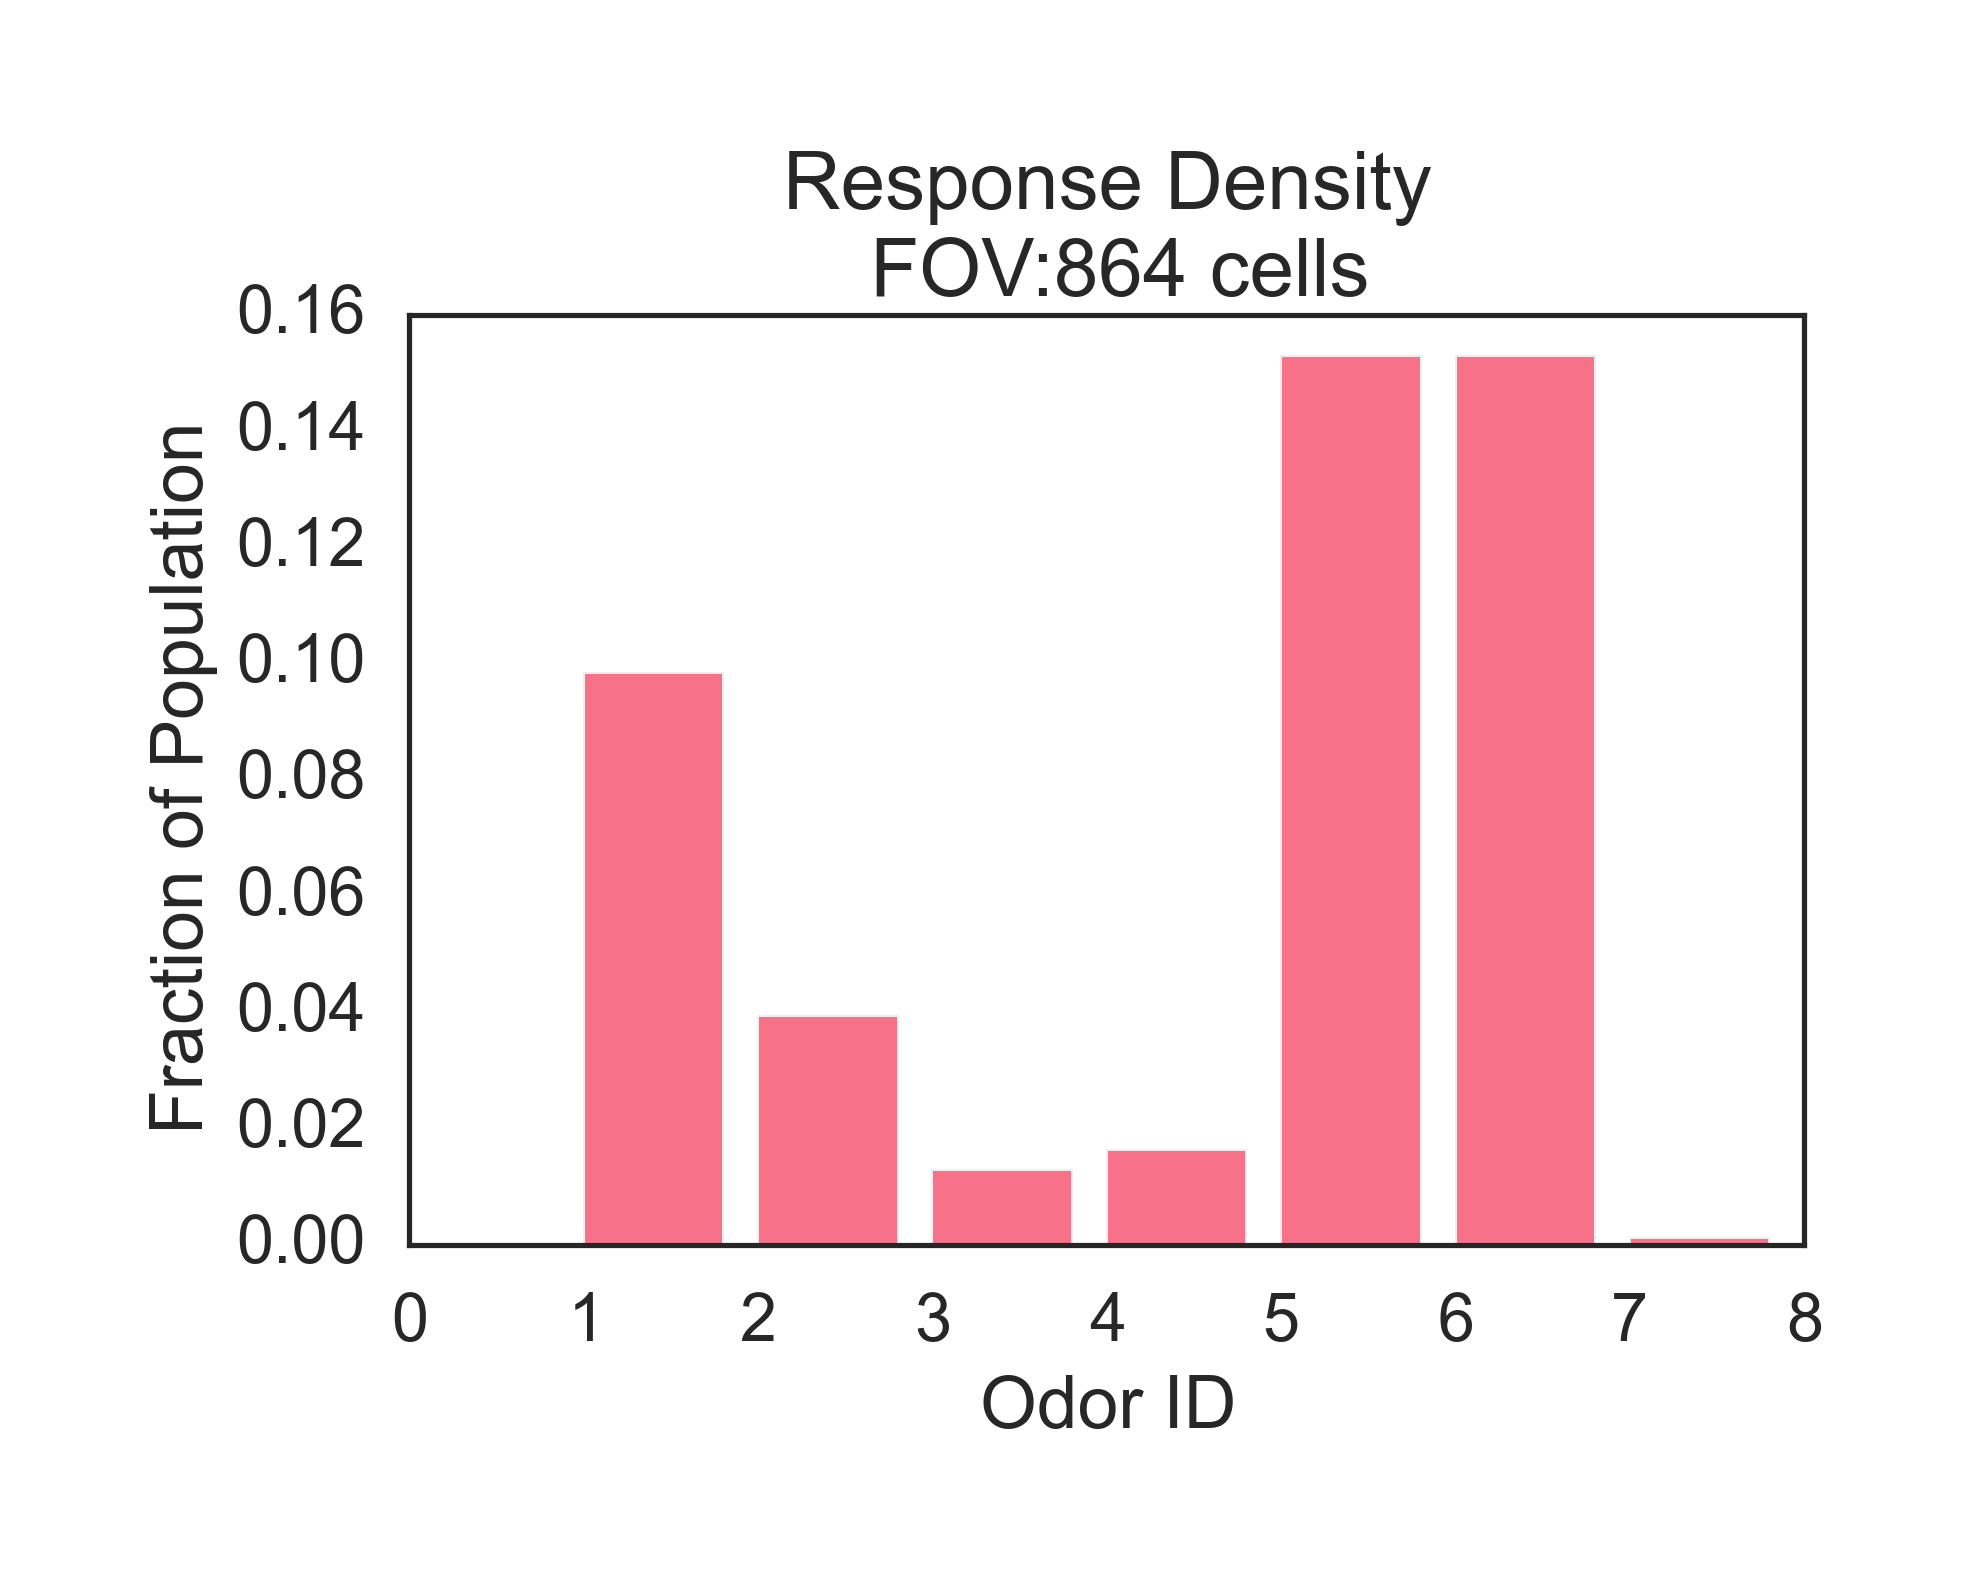 Response Density
FOV:864 cells
0.16
0.14
0.12
0.10
0.08
0.06
0.04
0.02
0.00
Fraction of Population
0 1 2 3 4 5 6 7 8
Odor ID